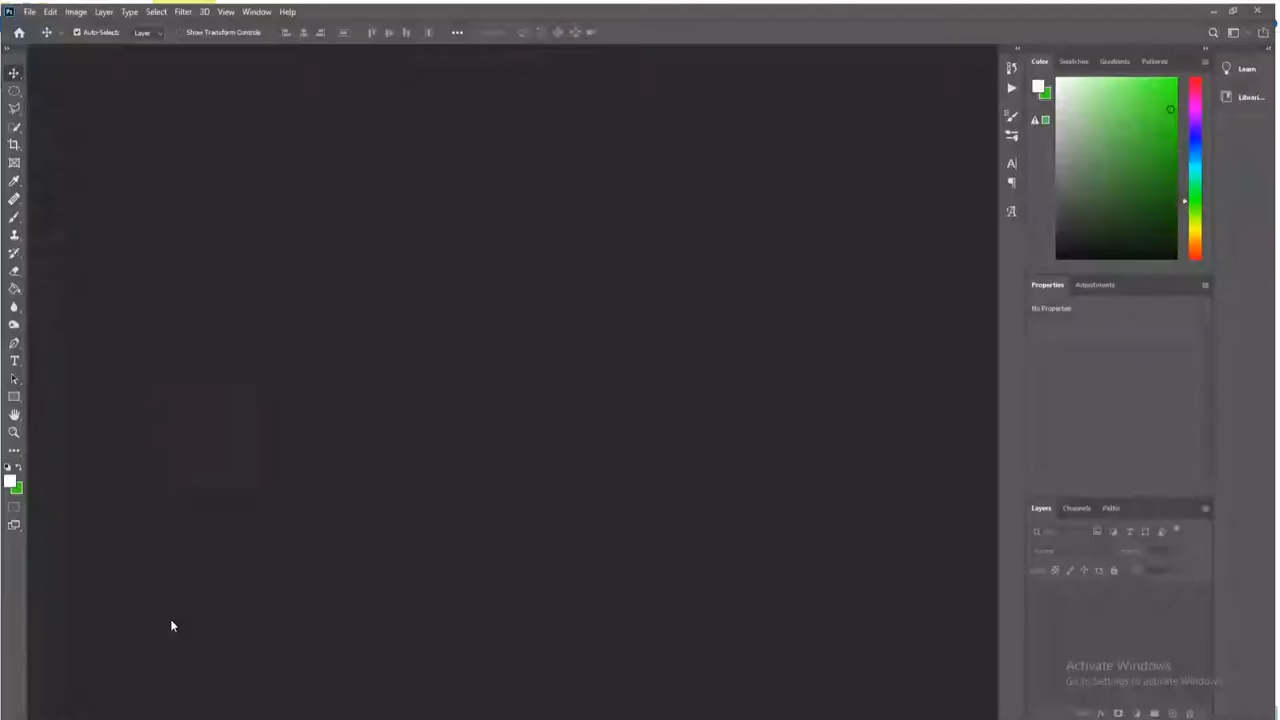 Ps File Edit Image Layer Type Select Filter 3D View Window Help
Auto-Select: Layer Show Transform Controls
Color Swatches Gradients Patterns
Learn
Librari...
Properties Adjustments
No Properties
Layers Channels Paths
Activate Windows
Go to Settings to activate Windows.